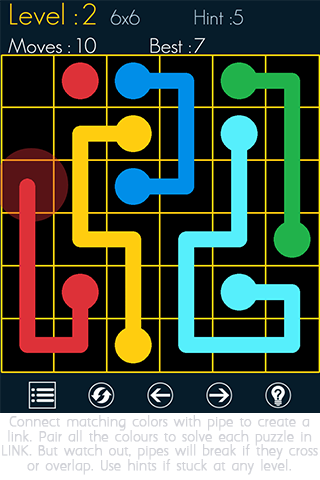 Level : 2 6x6 Hint :5
Moves : 10 Best : 7
Connect matching colors with pipe to create a
link. Pair all the colours to solve each puzzle in
LINK. But watch out, pipes will break if they cross
or overlap. Use hints if stuck at any level.